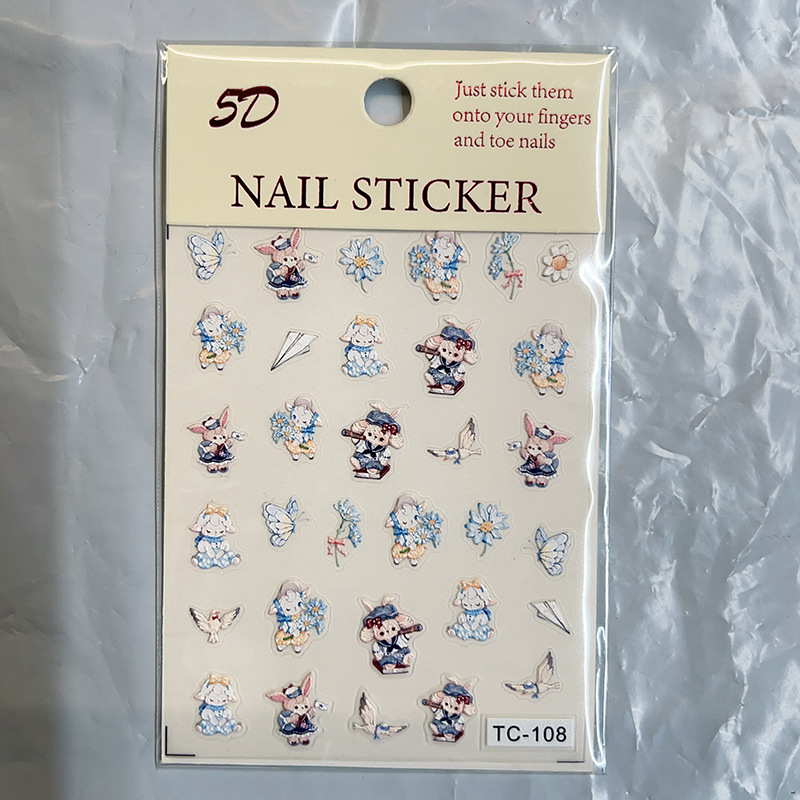 5D
Just stick them
onto your fingers
and toe nails
NAIL STICKER
TC-108